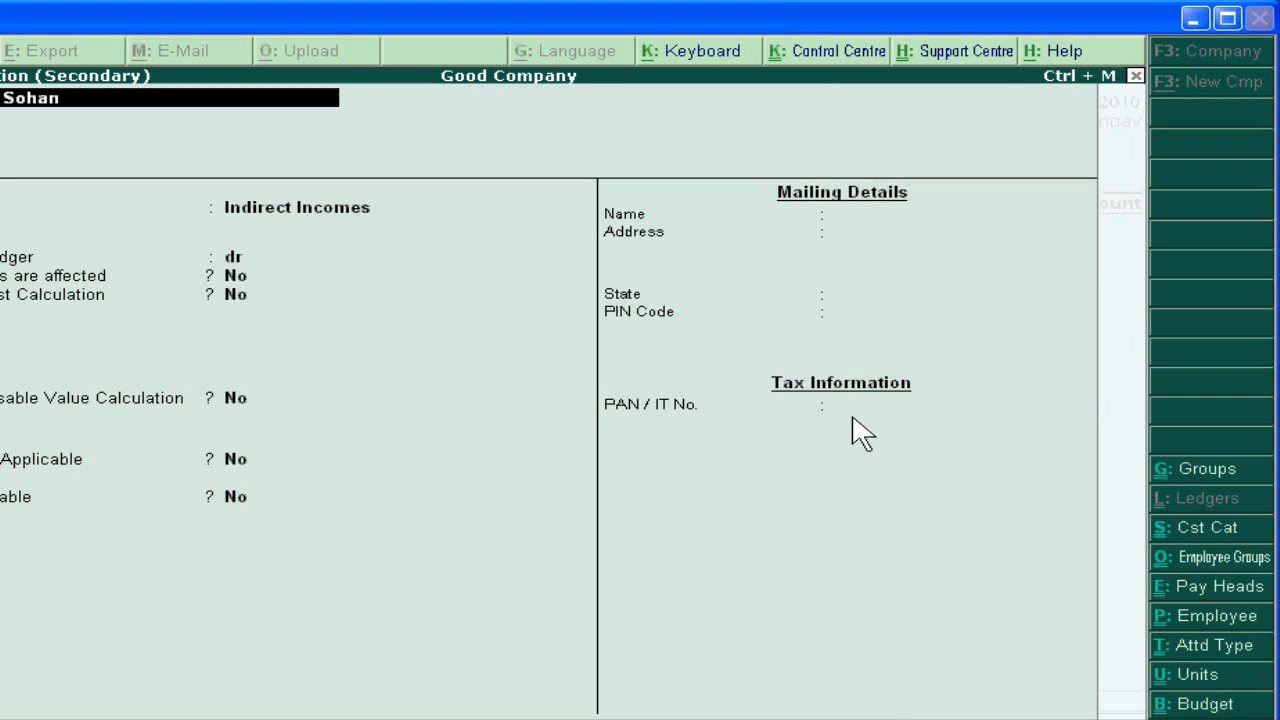 E: Export M: E-Mail O: Upload G: Language K: Keyboard K: Control Centre H: Support Centre H: Help F3: Company
ion (Secondary) Good Company Ctrl + M
F3: New Cmp
Sohan
2010
Mailing Details
: Indirect Incomes
ount
Name :
Address :
dger : dr
s are affected ? No
st Calculation ? No
State :
PIN Code :
Tax Information
sable Value Calculation ? No
PAN / IT No. :
Applicable ? No
G: Groups
able ? No
L: Ledgers
S: Cst Cat
O: Employee Groups
E: Pay Heads
P: Employee
T: Attd Type
U: Units
B: Budget